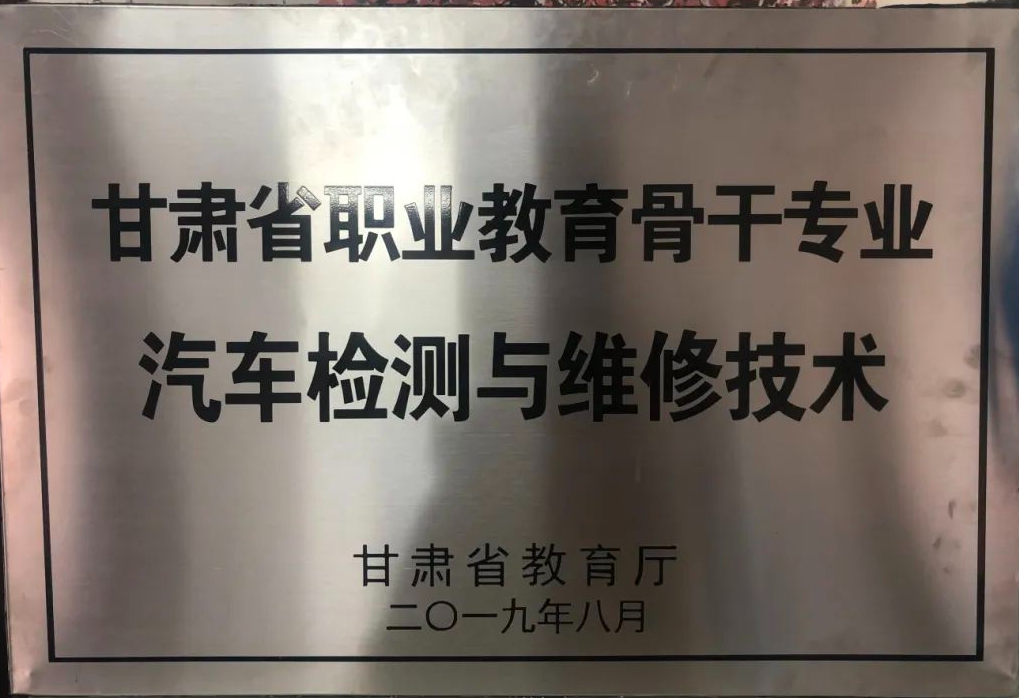 甘肃省职业教育骨干专业
汽车检测与维修技术
甘肃省教育厅
二〇一九年八月